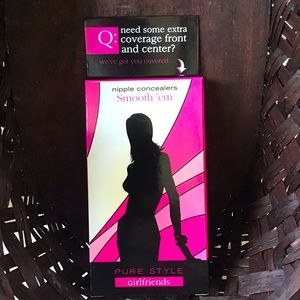 Q:
need some extra
coverage front
and center?
we've got you covered
nipple concealers
Smooth 'em
PURE STYLE
Girlfriends